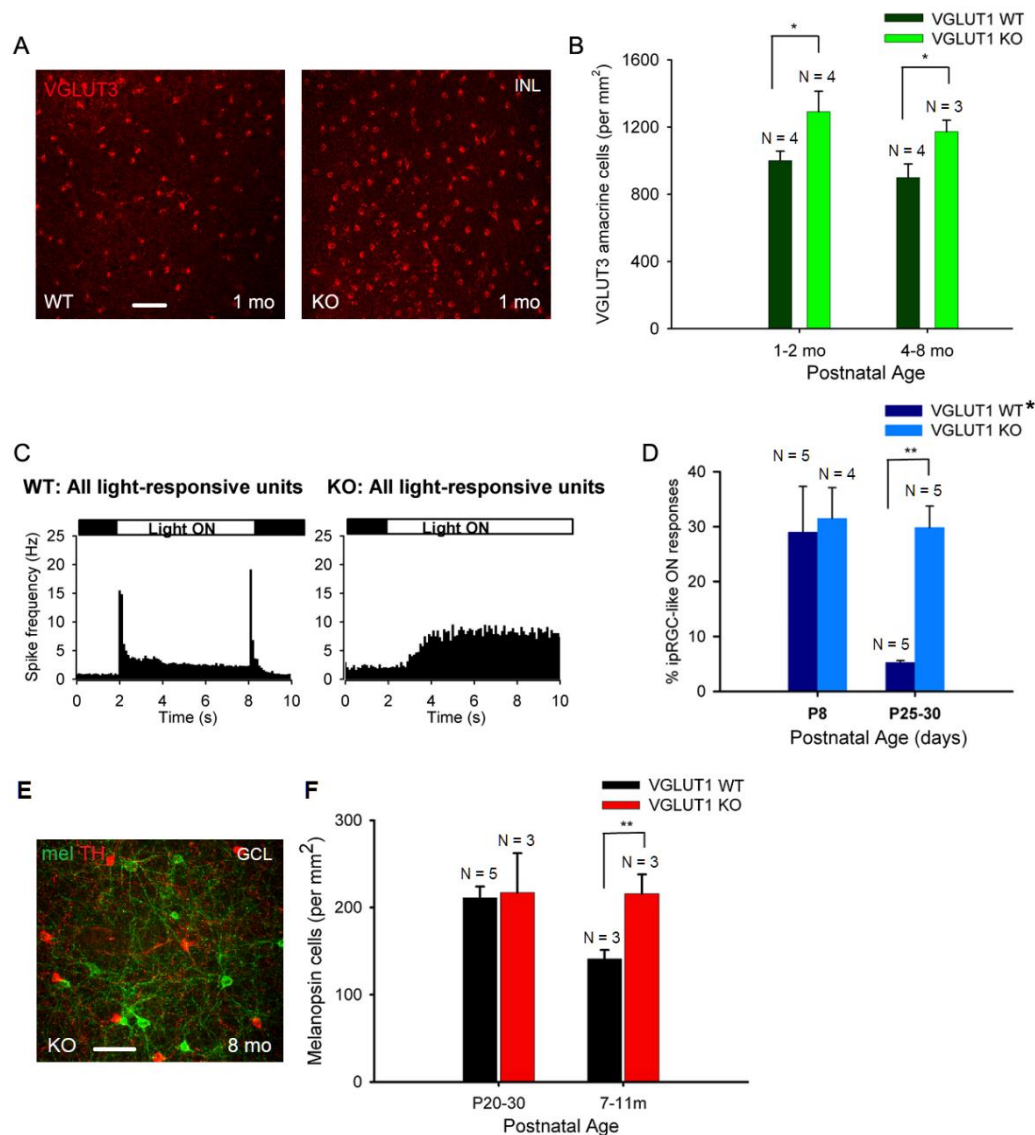 A
VGLUT3
WT
1 mo
INL
KO
1 mo
B
VGLUT1 WT
VGLUT1 KO
VGLUT3 amacrine cells (per mm²)
1600
1200
800
400
0
*
N = 4
N = 4
*
N = 4
N = 3
1-2 mo
4-8 mo
Postnatal Age
C
WT: All light-responsive units
KO: All light-responsive units
Light ON
Light ON
Spike frequency (Hz)
25
20
15
10
5
0
25
20
15
10
5
0
0 2 4 6 8 10
0 2 4 6 8 10
Time (s)
Time (s)
D
VGLUT1 WT*
VGLUT1 KO
% ipRGC-like ON responses
40
30
20
10
0
N = 5
N = 4
**
N = 5
N = 5
P8
P25-30
Postnatal Age (days)
E
mel TH
GCL
KO
8 mo
F
VGLUT1 WT
VGLUT1 KO
Melanopsin cells (per mm²)
300
200
100
0
N = 5
N = 3
**
N = 3
N = 3
P20-30
7-11m
Postnatal Age